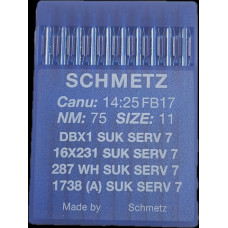 SCHMETZ
Canu: 14:25 FB17
NM: 75 SIZE: 11
DBX1 SUK SERV 7
16X231 SUK SERV 7
287 WH SUK SERV 7
1738 (A) SUK SERV 7
Made by Schmetz